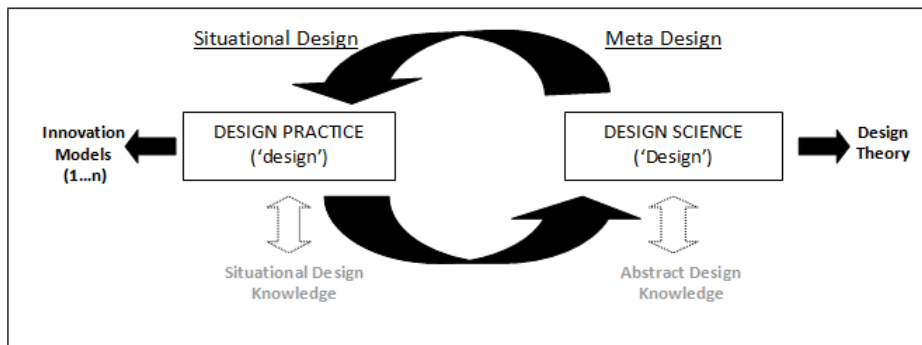 Situational Design
Meta Design
Innovation
Models
(1...n)
DESIGN PRACTICE
(‘design’)
DESIGN SCIENCE
(‘Design’)
Design
Theory
Situational Design
Knowledge
Abstract Design
Knowledge